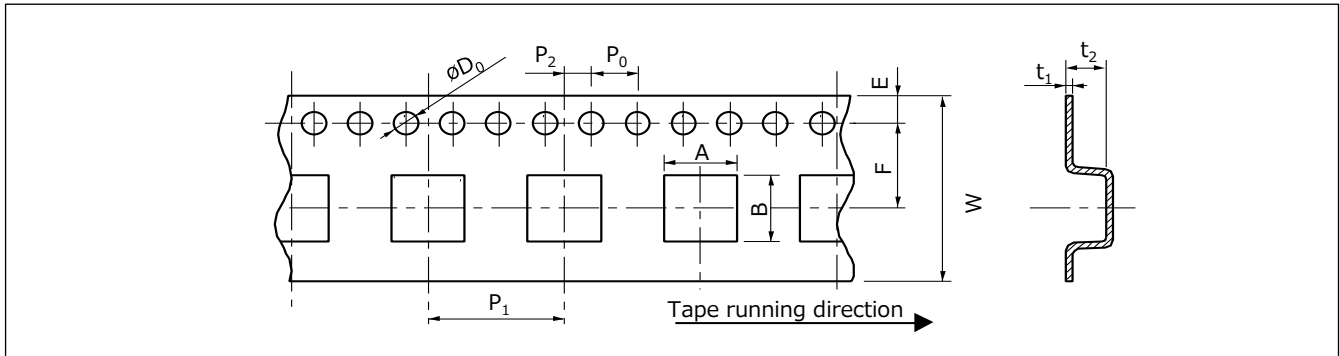 P₂
P₀
øD₀
E
t₂
t₁
A
F
B
W
P₁
Tape running direction